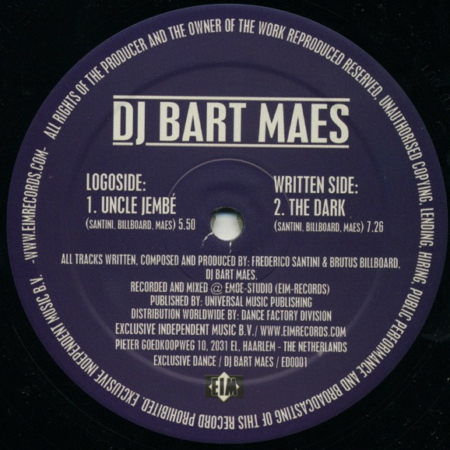 ALL RIGHTS OF THE PRODUCER AND THE OWNER OF THE WORK REPRODUCED RESERVED, UNAUTHORISED COPYING, LENDING, HIRING, PUBLIC PERFORMANCE AND BROADCASTING OF THIS RECORD PROHIBITED. EXCLUSIVE INDEPENDENT MUSIC B.V. -WWW.EIMRECORDS.COM-
DJ BART MAES
LOGOSIDE:
1. UNCLE JEMBÉ
(SANTINI, BILLBOARD, MAES) 5.50
WRITTEN SIDE:
2. THE DARK
(SANTINI, BILLBOARD, MAES) 7.26
ALL TRACKS WRITTEN, COMPOSED AND PRODUCED BY: FREDERICO SANTINI & BRUTUS BILLBOARD,
DJ BART MAES.
RECORDED AND MIXED @ EMOE-STUDIO (EIM-RECORDS)
PUBLISHED BY: UNIVERSAL MUSIC PUBLISHING
DISTRIBUTION WORLDWIDE BY: DANCE FACTORY DIVISION
EXCLUSIVE INDEPENDENT MUSIC B.V./ WWW.EIMRECORDS.COM
PIETER GOEDKOOPWEG 10, 2031 EL, HAARLEM - THE NETHERLANDS
EXCLUSIVE DANCE / DJ BART MAES / ED0001
EIM